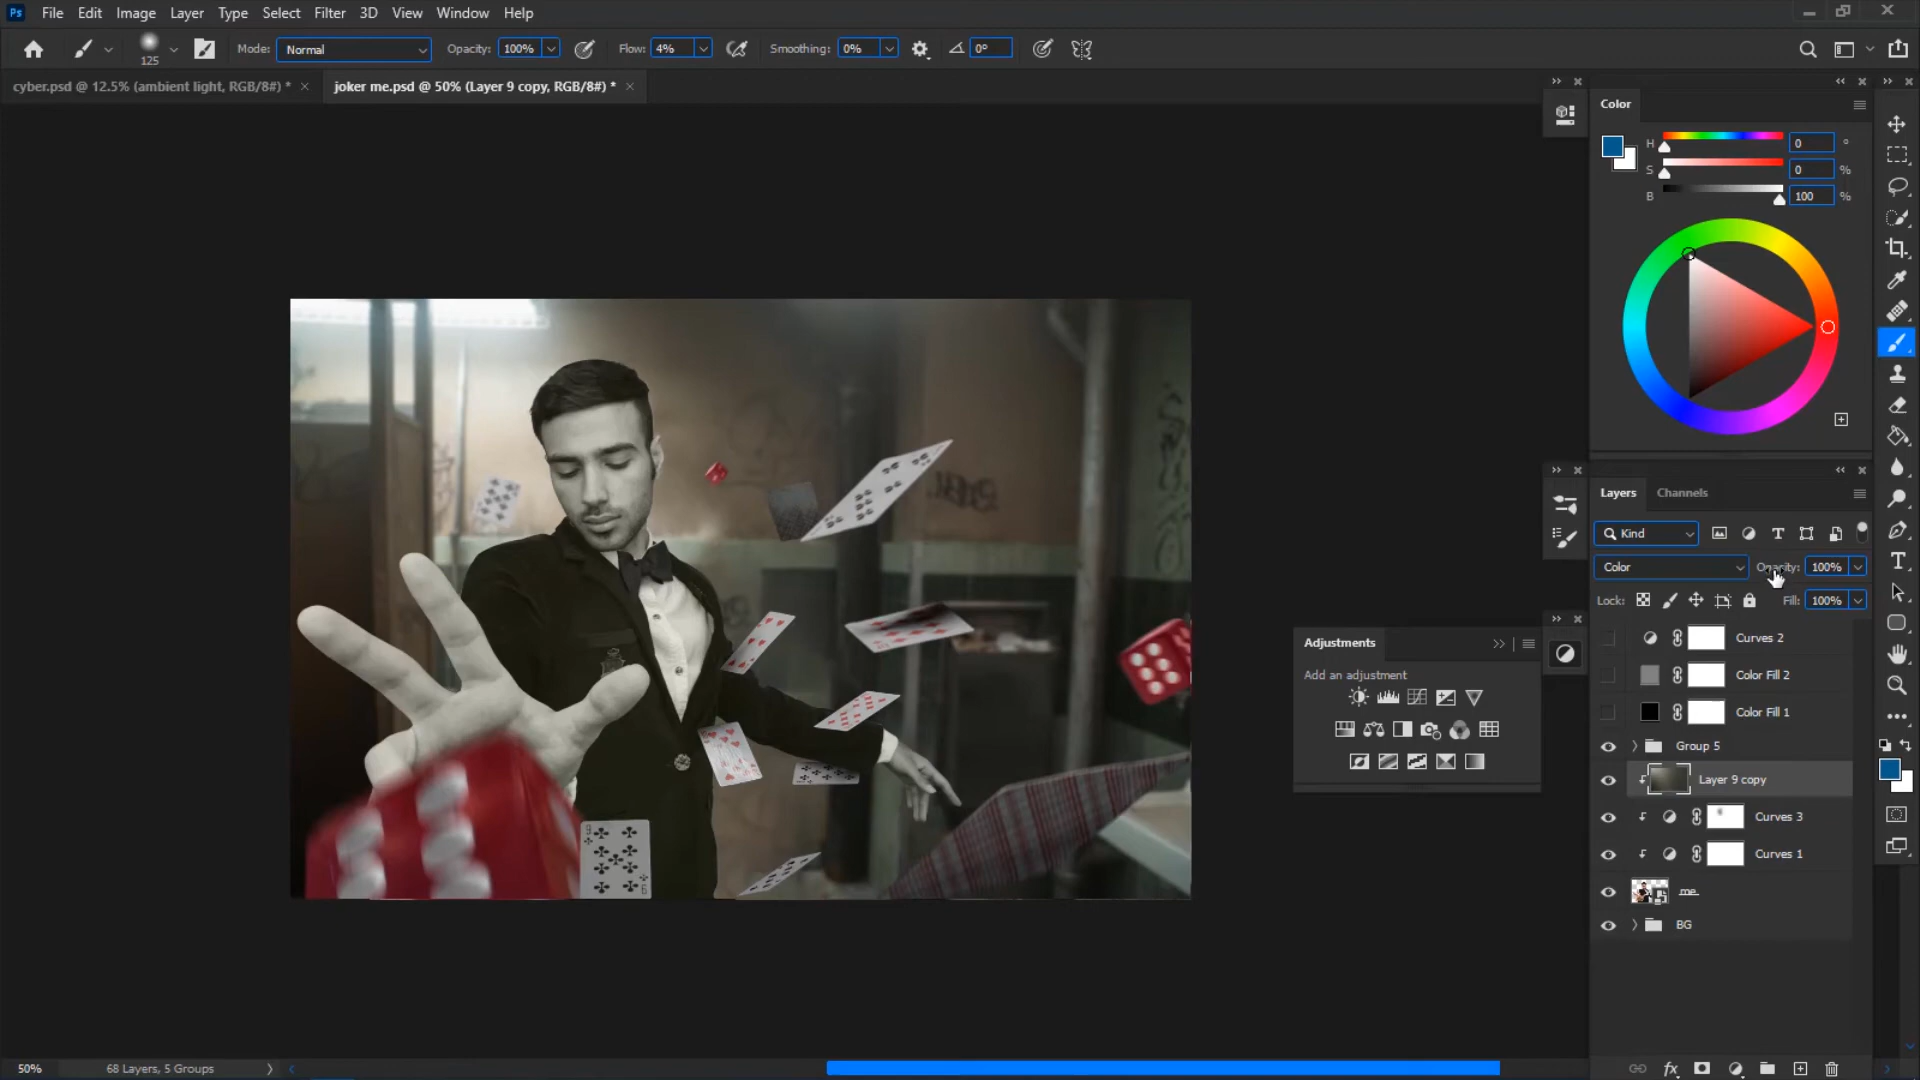 Ps File Edit Image Layer Type Select Filter 3D View Window Help
125 Mode: Normal Opacity: 100% Flow: 4% Smoothing: 0% 0°
cyber.psd @ 12.5% (ambient light, RGB/8#) * × joker me.psd @ 50% (Layer 9 copy, RGB/8#) * ×
Color
H 0 °
S 0 %
B 100 %
Layers Channels
Kind
Color Opacity: 100%
Lock: Fill: 100%
Curves 2
Color Fill 2
Color Fill 1
Group 5
Layer 9 copy
Curves 3
Curves 1
me
BG
Adjustments
Add an adjustment
50% 68 Layers, 5 Groups